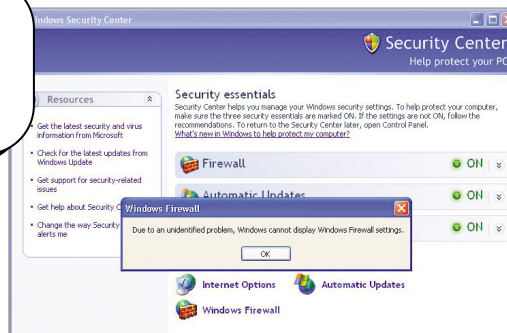 indows Security Center
Security Center
Help protect your PC
Resources
Get the latest security and virus
information from Microsoft
Check for the latest updates from
Windows Update
Get support for security-related
issues
Get help about Security C
Change the way Security
alerts me
Security essentials
Security Center helps you manage your Windows security settings. To help protect your computer,
make sure the three security essentials are marked ON. If the settings are not ON, follow the
recommendations. To return to the Security Center later, open Control Panel.
What's new in Windows to help protect my computer?
Firewall
ON
Automatic Updates
ON
ON
Windows Firewall
Due to an unidentified problem, Windows cannot display Windows Firewall settings.
OK
Internet Options
Automatic Updates
Windows Firewall